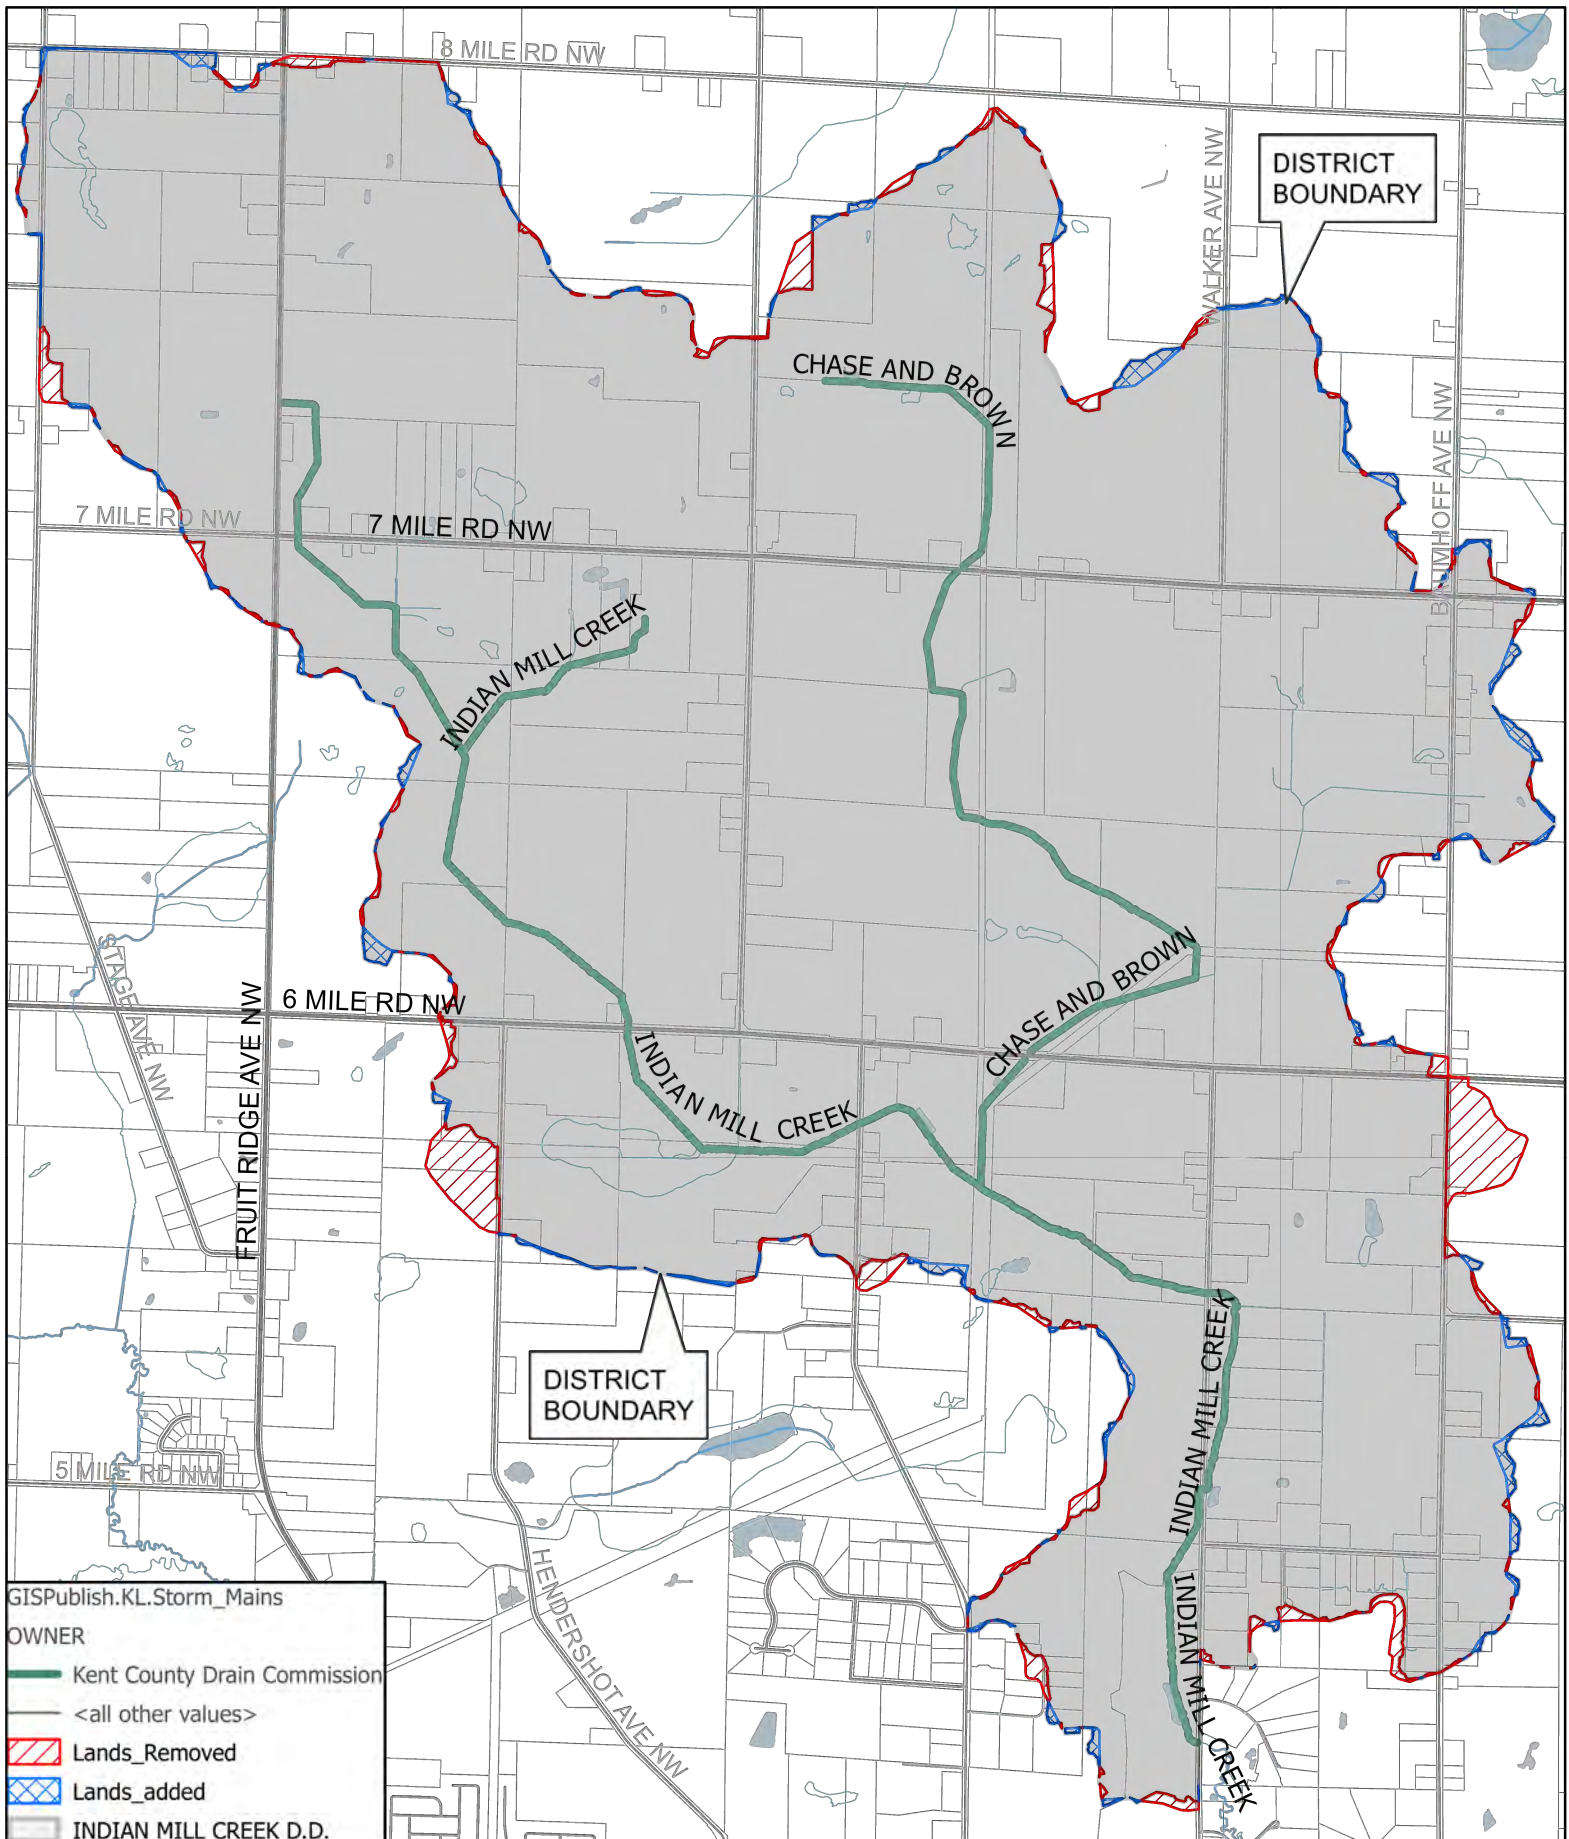 8 MILE RD NW
WALKER AVE NW
DISTRICT
BOUNDARY
CHASE AND BROWN
BAUMHOFF AVE NW
7 MILE RD NW
7 MILE RD NW
INDIAN MILL CREEK
CHASE AND BROWN
STAGE AVE NW
FRUIT RIDGE AVE NW
6 MILE RD NW
INDIAN MILL CREEK
INDIAN MILL CREEK
DISTRICT
BOUNDARY
5 MILE RD NW
INDIAN MILL CREEK
HENDERSHOT AVE NW
GISPublish.KL.Storm_Mains
OWNER
Kent County Drain Commission
<all other values>
Lands_Removed
Lands_added
INDIAN MILL CREEK D.D.